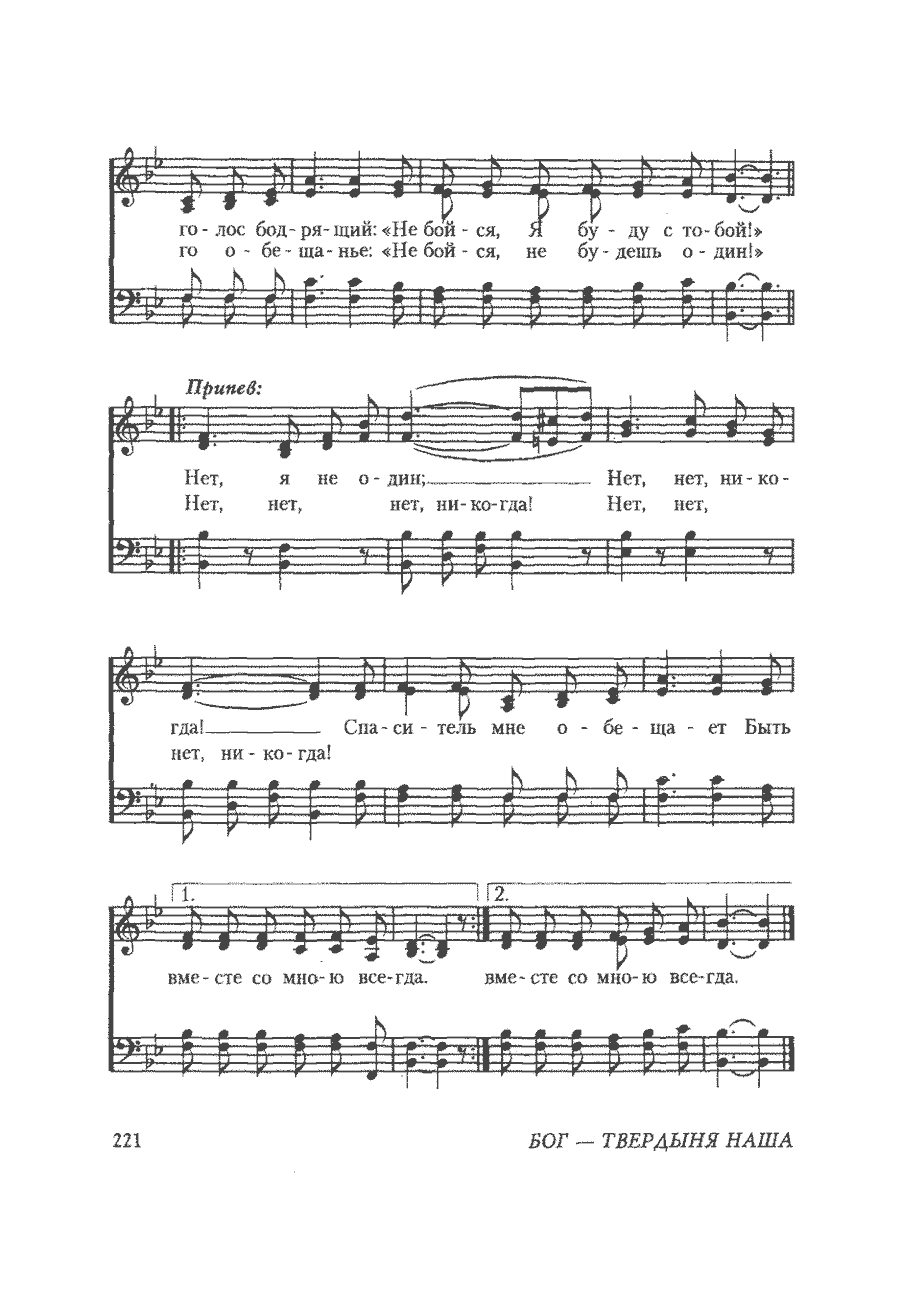 го - лос бод - ря - щий: «Не бой - ся, Я бу - ду с то - бой!»
го о - бе - ща - нье: «Не бой - ся, не бу - дешь о - дин!»
Припев:
Нет, я не о - дин; Нет, нет, ни - ко -
Нет, нет, нет, ни - ко - гда! Нет, нет,
гда! Спа - си - тель мне о - бе - ща - ет Быть
нет, ни - ко - гда!
1. 2.
вме - сте со мно - ю все - гда. вме - сте со мно - ю все - гда.
221 БОГ — ТВЕРДЫНЯ НАША